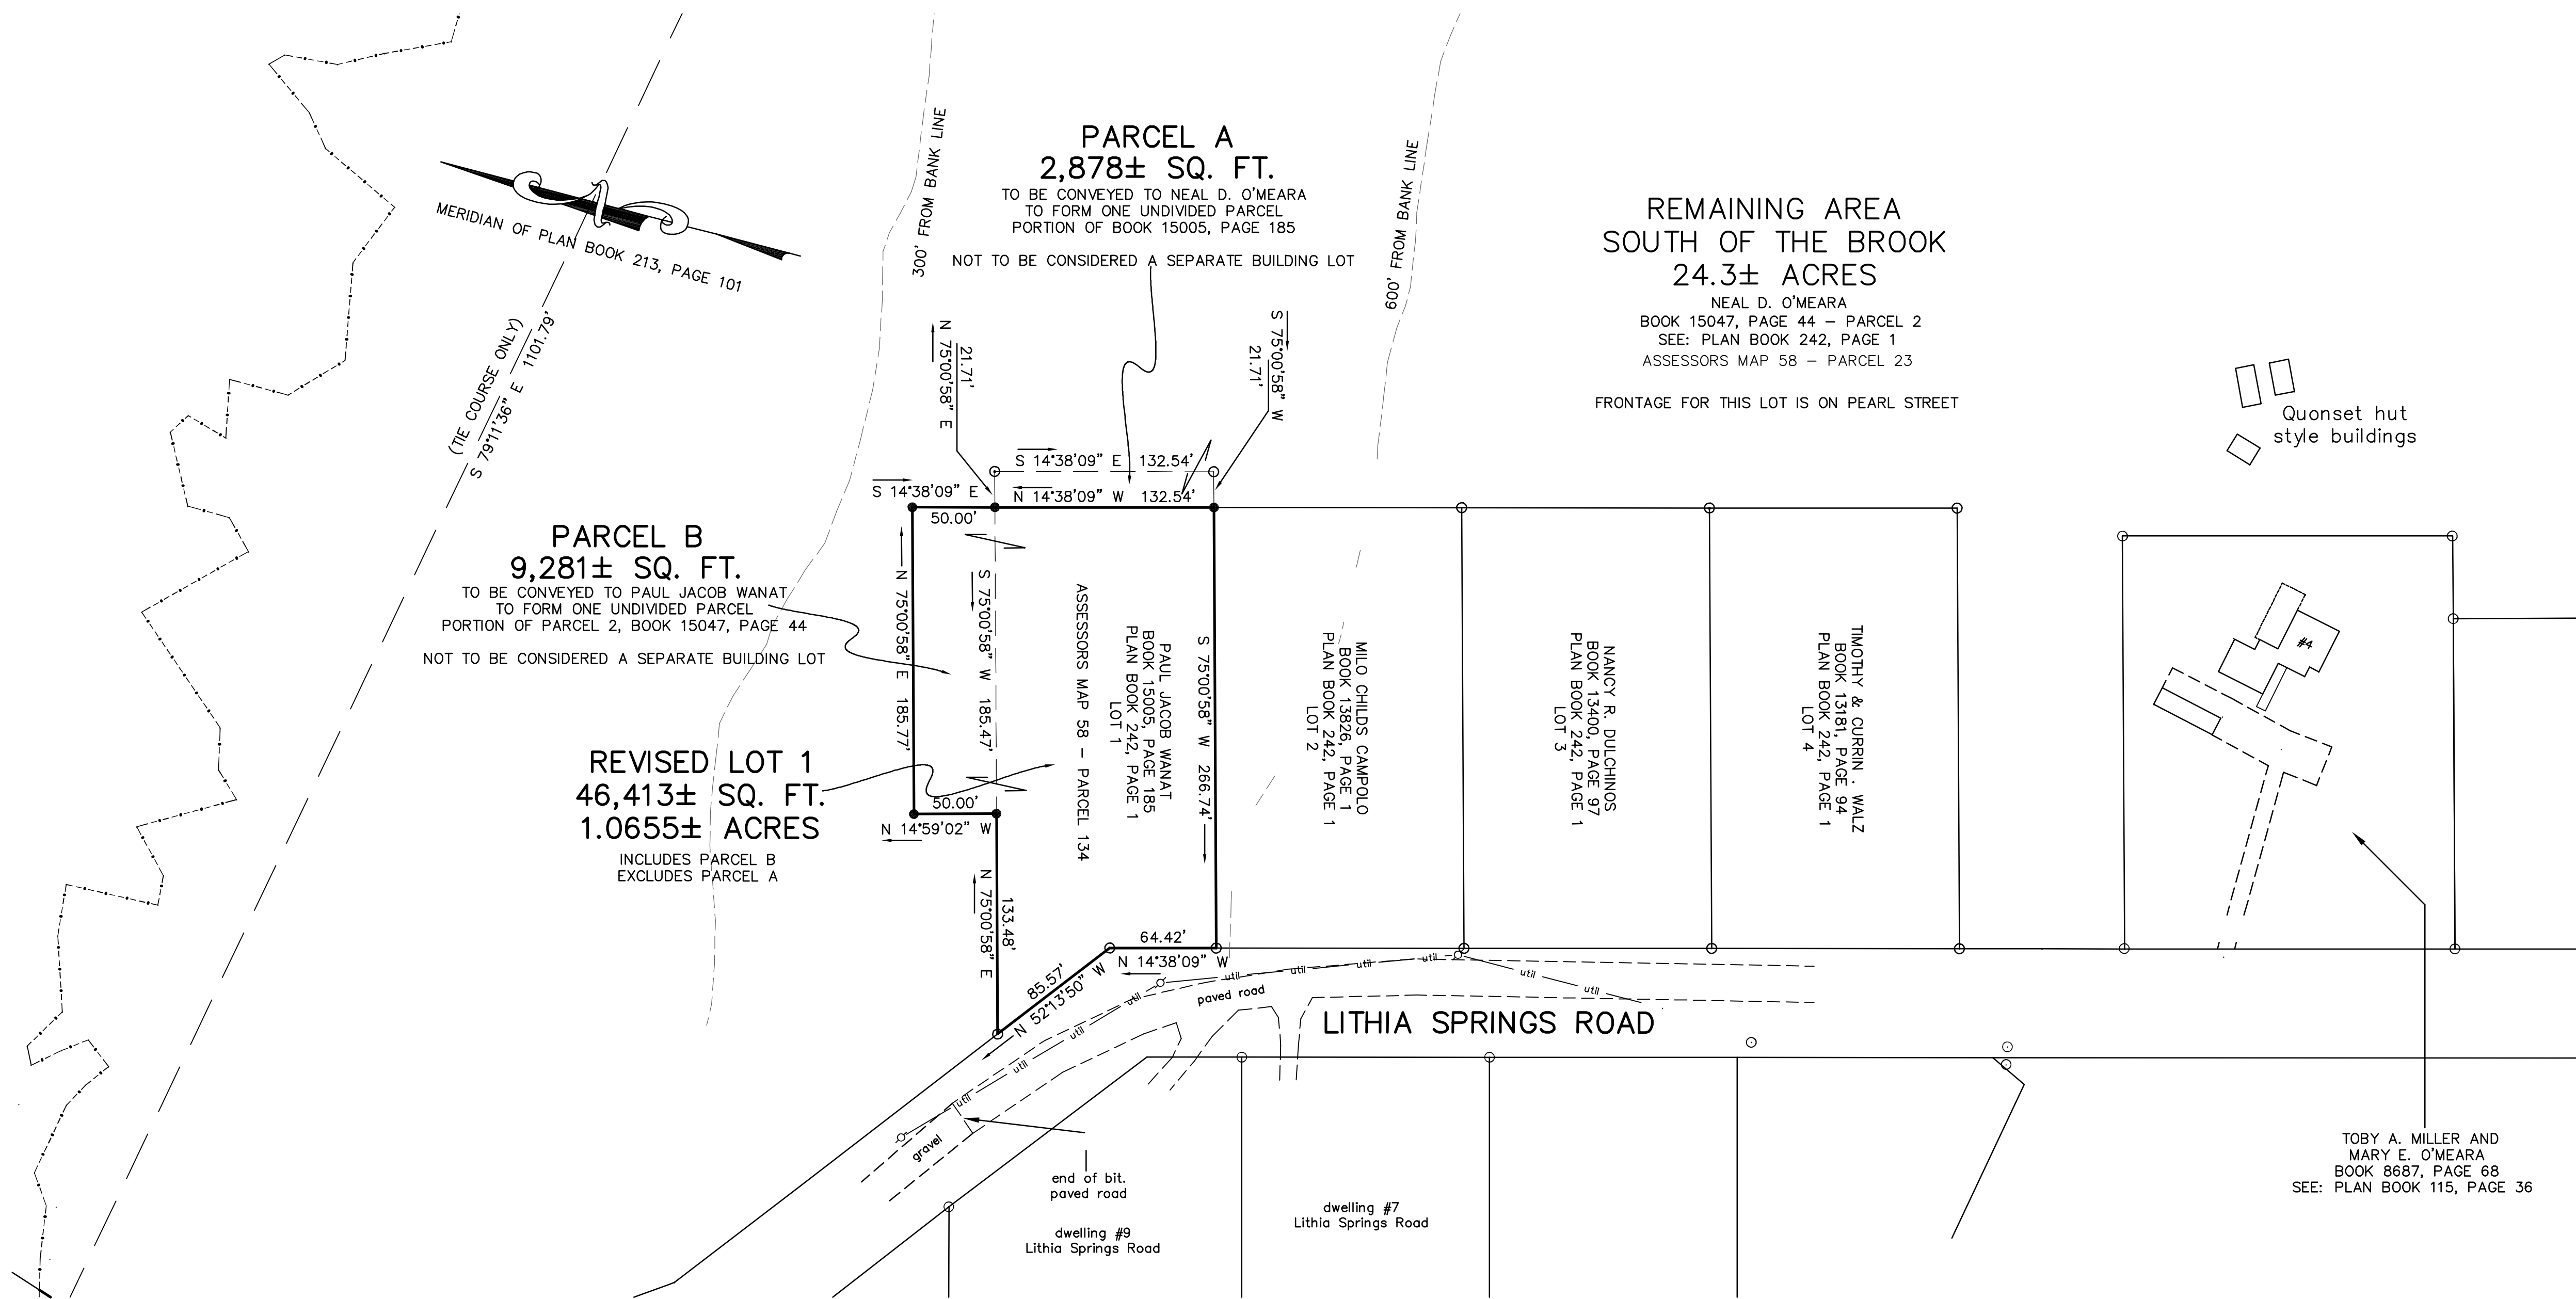 PARCEL A
2,878± SQ. FT.
TO BE CONVEYED TO NEAL D. O'MEARA
TO FORM ONE UNDIVIDED PARCEL
PORTION OF BOOK 15005, PAGE 185
NOT TO BE CONSIDERED A SEPARATE BUILDING LOT
300' FROM BANK LINE
600' FROM BANK LINE
MERIDIAN OF PLAN BOOK 213, PAGE 101
(TIE COURSE ONLY)
S 79°11'36" E 1101.79'
REMAINING AREA
SOUTH OF THE BROOK
24.3± ACRES
NEAL D. O'MEARA
BOOK 15047, PAGE 44 – PARCEL 2
SEE: PLAN BOOK 242, PAGE 1
ASSESSORS MAP 58 – PARCEL 23
FRONTAGE FOR THIS LOT IS ON PEARL STREET
Quonset hut
style buildings
21.71'
N 75°00'58" E
S 75°00'58" W
21.71'
S 14°38'09" E 132.54'
N 14°38'09" W 132.54'
S 14°38'09" E
50.00'
PARCEL B
9,281± SQ. FT.
TO BE CONVEYED TO PAUL JACOB WANAT
TO FORM ONE UNDIVIDED PARCEL
PORTION OF PARCEL 2, BOOK 15047, PAGE 44
NOT TO BE CONSIDERED A SEPARATE BUILDING LOT
N 75°00'58" E 185.77'
S 75°00'58" W 185.47'
REVISED LOT 1
46,413± SQ. FT.
1.0655± ACRES
INCLUDES PARCEL B
EXCLUDES PARCEL A
50.00'
N 14°59'02" W
133.48'
N 75°00'58" E
ASSESSORS MAP 58 – PARCEL 134
PAUL JACOB WANAT
BOOK 15005, PAGE 185
PLAN BOOK 242, PAGE 1
LOT 1
S 75°00'58" W 266.74'
MILO CHILDS CAMPOLO
BOOK 13826, PAGE 1
PLAN BOOK 242, PAGE 1
LOT 2
NANCY R. DULCHINOS
BOOK 13400, PAGE 97
PLAN BOOK 242, PAGE 1
LOT 3
TIMOTHY & CURRIN . WALZ
BOOK 13181, PAGE 94
PLAN BOOK 242, PAGE 1
LOT 4
#4
64.42'
N 14°38'09" W
85.57'
N 52°13'50" W
util
util
util
util
util
util
util
util
util
util
paved road
LITHIA SPRINGS ROAD
gravel
end of bit.
paved road
dwelling #9
Lithia Springs Road
dwelling #7
Lithia Springs Road
TOBY A. MILLER AND
MARY E. O'MEARA
BOOK 8687, PAGE 68
SEE: PLAN BOOK 115, PAGE 36